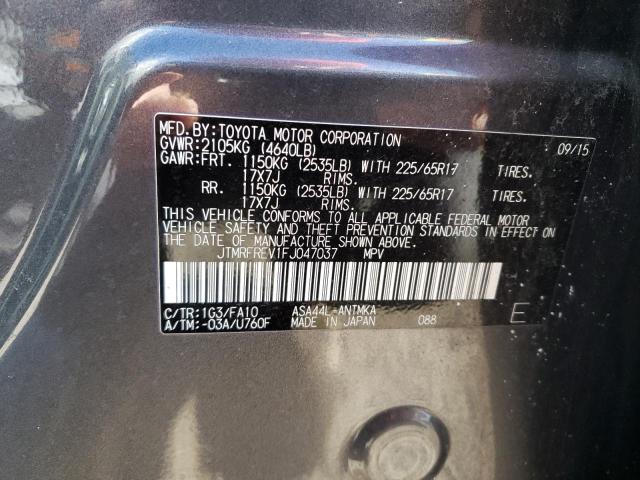 MFD.BY:TOYOTA MOTOR CORPORATION 09/15
GVWR:2105KG (4640LB)
GAWR:FRT. 1150KG (2535LB) WITH 225/65R17 TIRES.
17X7J RIMS.
RR. 1150KG (2535LB) WITH 225/65R17 TIRES.
17X7J RIMS.
THIS VEHICLE CONFORMS TO ALL APPLICABLE FEDERAL MOTOR
VEHICLE SAFETY AND THEFT PREVENTION STANDARDS IN EFFECT
ON THE DATE OF MANUFACTURE SHOWN ABOVE.
JTMRFREV1FJ047037 MPV
C/TR:1G3/FA10 ASA44L-ANTMKA
A/TM:-03A/U760F MADE IN JAPAN 088 E